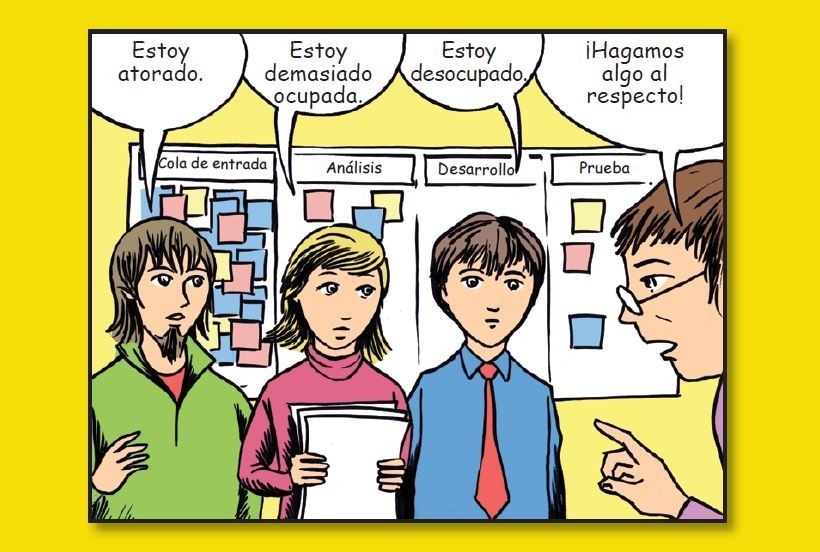 Estoy
atorado.
Estoy
demasiado
ocupada.
Estoy
desocupado.
¡Hagamos
algo al
respecto!
Cola de entrada
Análisis
Desarrollo
Prueba